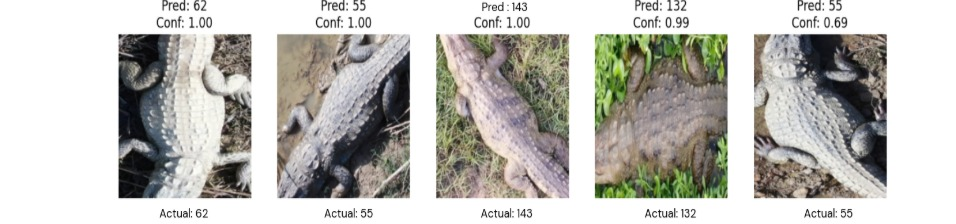 Pred: 62
Conf: 1.00
Pred: 55
Conf: 1.00
Pred : 143
Conf: 1.00
Pred: 132
Conf: 0.99
Pred: 55
Conf: 0.69
Actual: 62
Actual: 55
Actual: 143
Actual: 132
Actual: 55